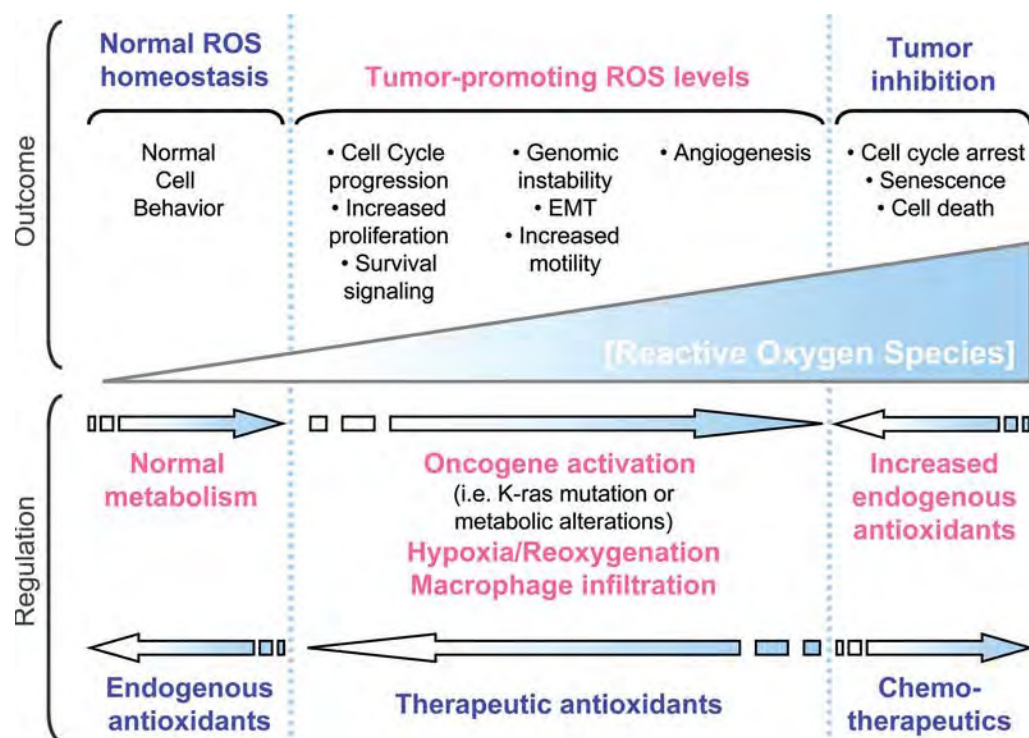 Outcome
Normal ROS
homeostasis
Tumor-promoting ROS levels
Tumor
inhibition
Normal
Cell
Behavior
• Cell Cycle
progression
• Increased
proliferation
• Survival
signaling
• Genomic
instability
• EMT
• Increased
motility
• Angiogenesis
• Cell cycle arrest
• Senescence
• Cell death
[Reactive Oxygen Species]
Regulation
Normal
metabolism
Oncogene activation
(i.e. K-ras mutation or
metabolic alterations)
Hypoxia/Reoxygenation
Macrophage infiltration
Increased
endogenous
antioxidants
Endogenous
antioxidants
Therapeutic antioxidants
Chemo-
therapeutics